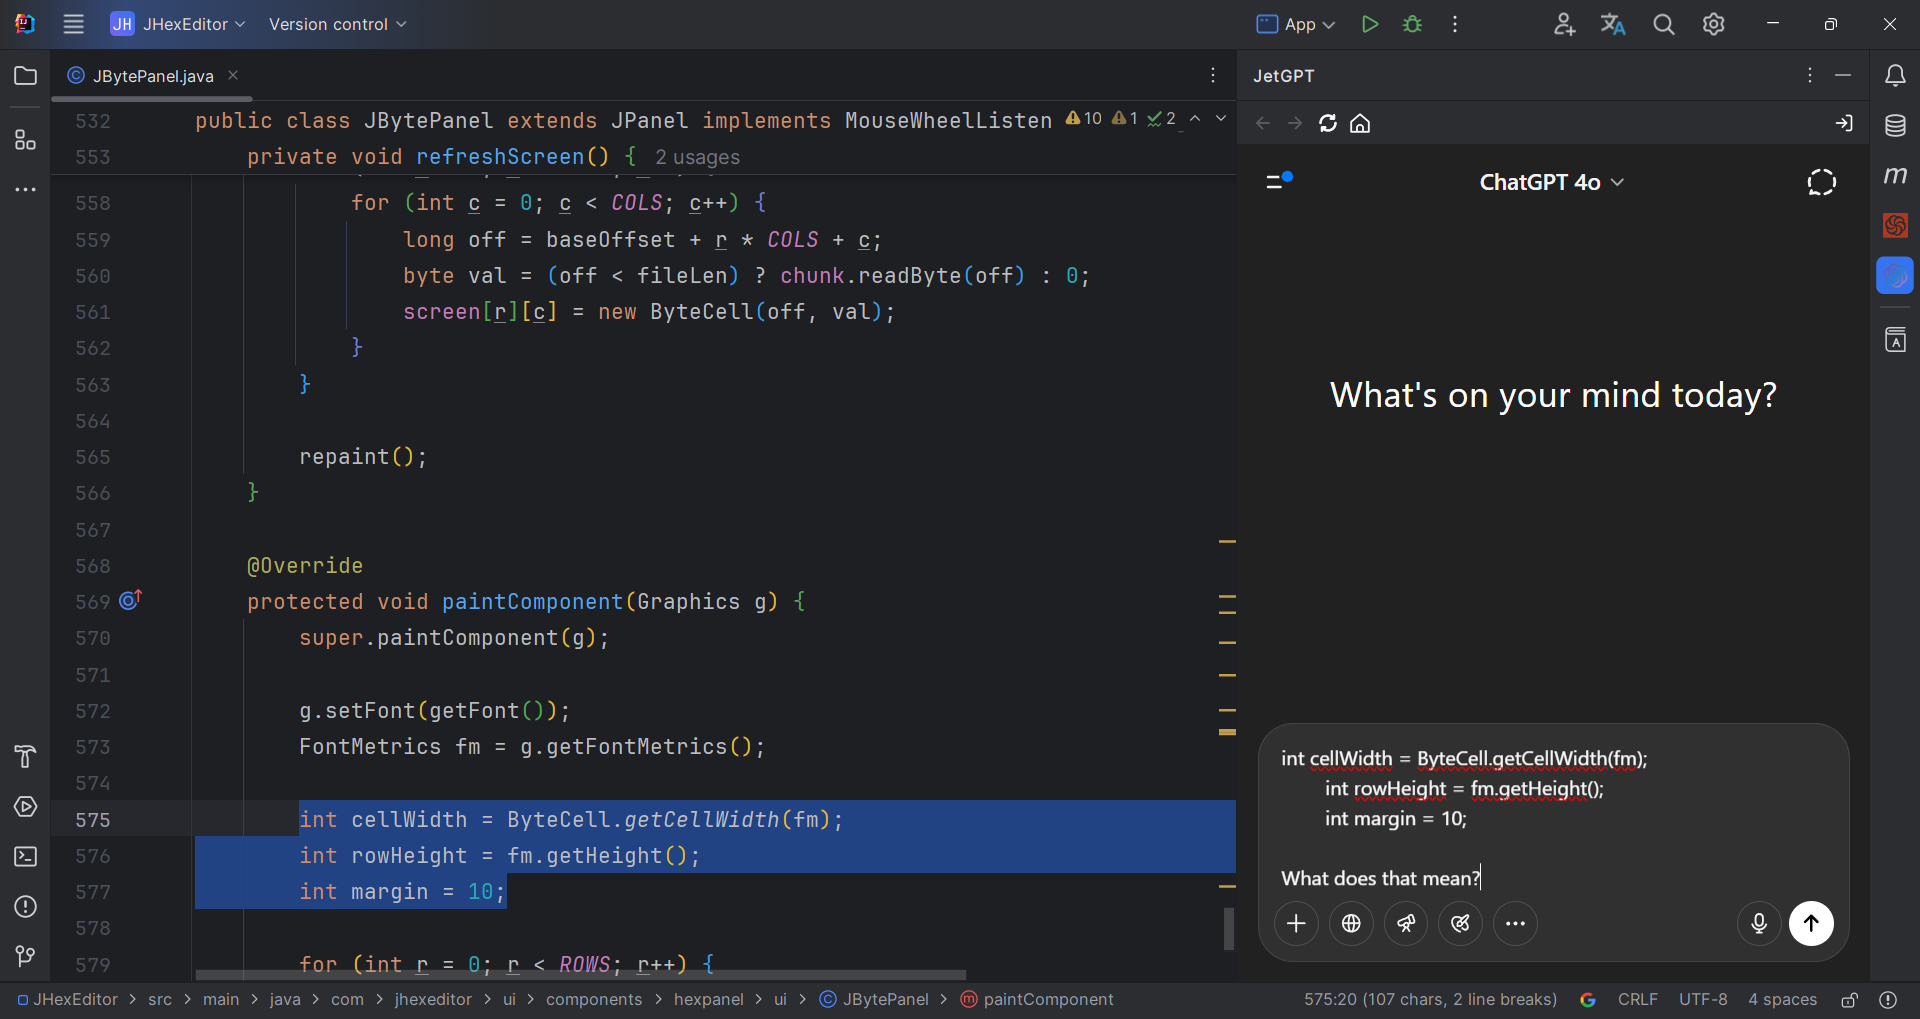 JH JHexEditor Version control App
JBytePanel.java
JetGPT
532 public class JBytePanel extends JPanel implements MouseWheelListen 10 1 2
553 private void refreshScreen() { 2 usages
558 for (int c = 0; c < COLS; c++) {
559 long off = baseOffset + r * COLS + c;
560 byte val = (off < fileLen) ? chunk.readByte(off) : 0;
561 screen[r][c] = new ByteCell(off, val);
562 }
563 }
564
565 repaint();
566 }
567
568 @Override
569 protected void paintComponent(Graphics g) {
570 super.paintComponent(g);
571
572 g.setFont(getFont());
573 FontMetrics fm = g.getFontMetrics();
574
575 int cellWidth = ByteCell.getCellWidth(fm);
576 int rowHeight = fm.getHeight();
577 int margin = 10;
578
579 for (int r = 0; r < ROWS; r++) {
ChatGPT 4o
What's on your mind today?
int cellWidth = ByteCell.getCellWidth(fm);
int rowHeight = fm.getHeight();
int margin = 10;
What does that mean?
m
A
JHexEditor > src > main > java > com > jhexeditor > ui > components > hexpanel > ui > JBytePanel > paintComponent
575:20 (107 chars, 2 line breaks) G CRLF UTF-8 4 spaces